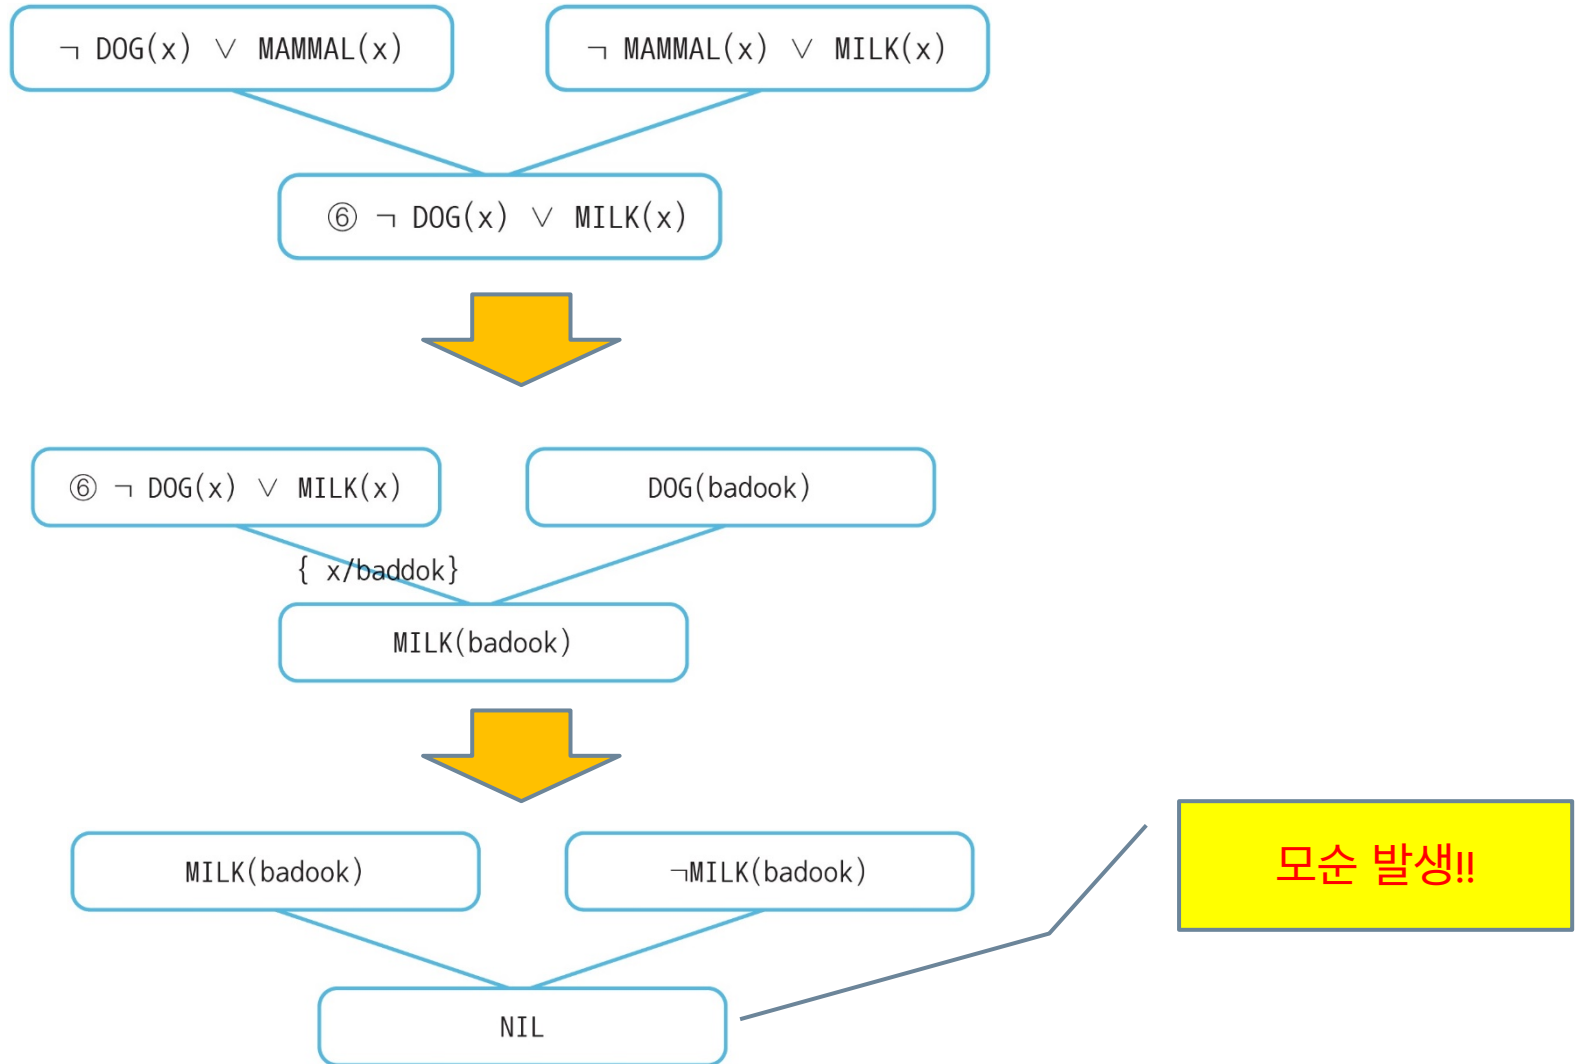 ¬ DOG(x) ∨ MAMMAL(x)
¬ MAMMAL(x) ∨ MILK(x)
⑥ ¬ DOG(x) ∨ MILK(x)
⑥ ¬ DOG(x) ∨ MILK(x)
DOG(badook)
{ x/baddok}
MILK(badook)
MILK(badook)
¬MILK(badook)
모순 발생!!
NIL